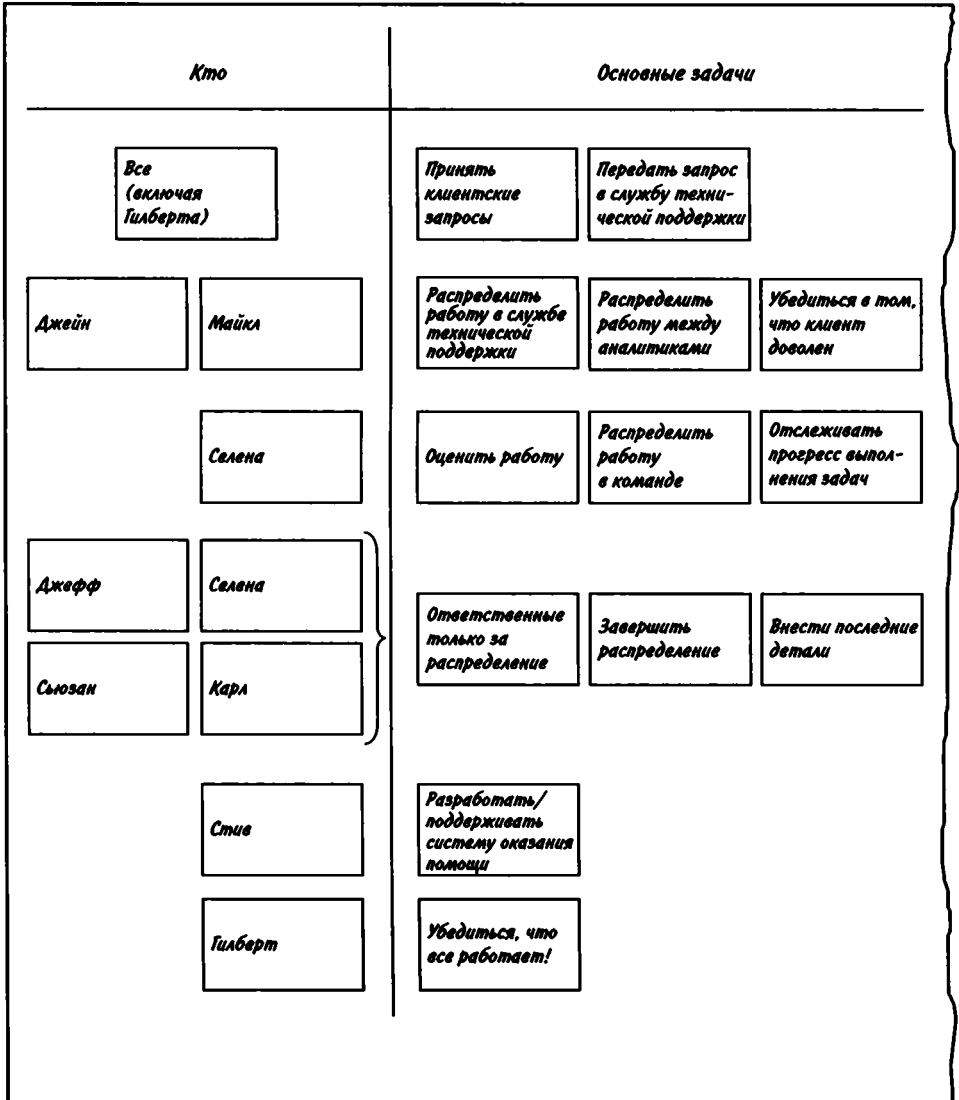 Кто
Основные задачи
Все
(включая
Гилберта)
Принять
клиентские
запросы
Передать запрос
в службу техни-
ческой поддержки
Джейн
Майкл
Распределить
работу в службе
технической
поддержки
Распределить
работу между
аналитиками
Убедиться в том,
что клиент
доволен
Селена
Оценить работу
Распределить
работу
в команде
Отслеживать
прогресс выпол-
нения задач
Джефф
Селена
Сьюзан
Карл
Ответственные
только за
распределение
Завершить
распределение
Внести последние
детали
Стив
Разработать/
поддерживать
систему оказания
помощи
Гилберт
Убедиться, что
все работает!